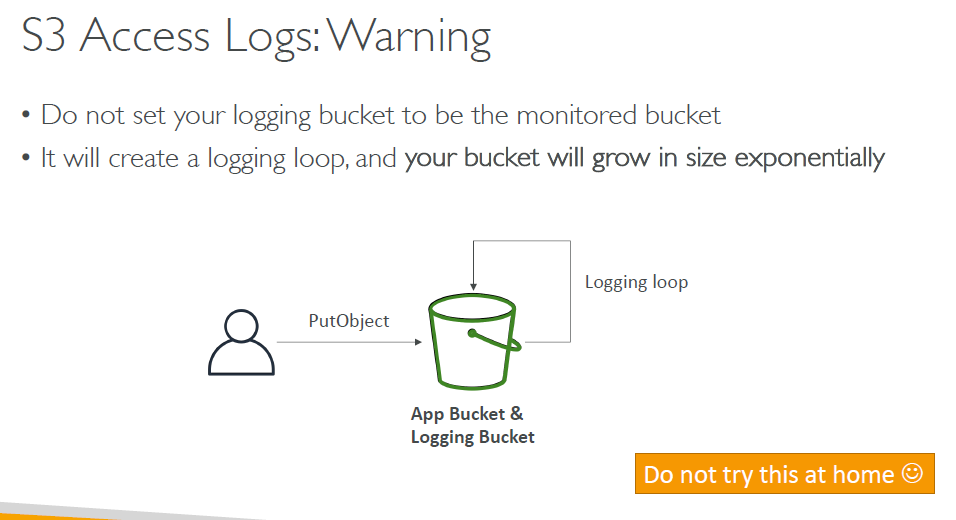 S3 Access Logs: Warning
• Do not set your logging bucket to be the monitored bucket
• It will create a logging loop, and your bucket will grow in size exponentially
Logging loop
PutObject
App Bucket &
Logging Bucket
Do not try this at home ☺